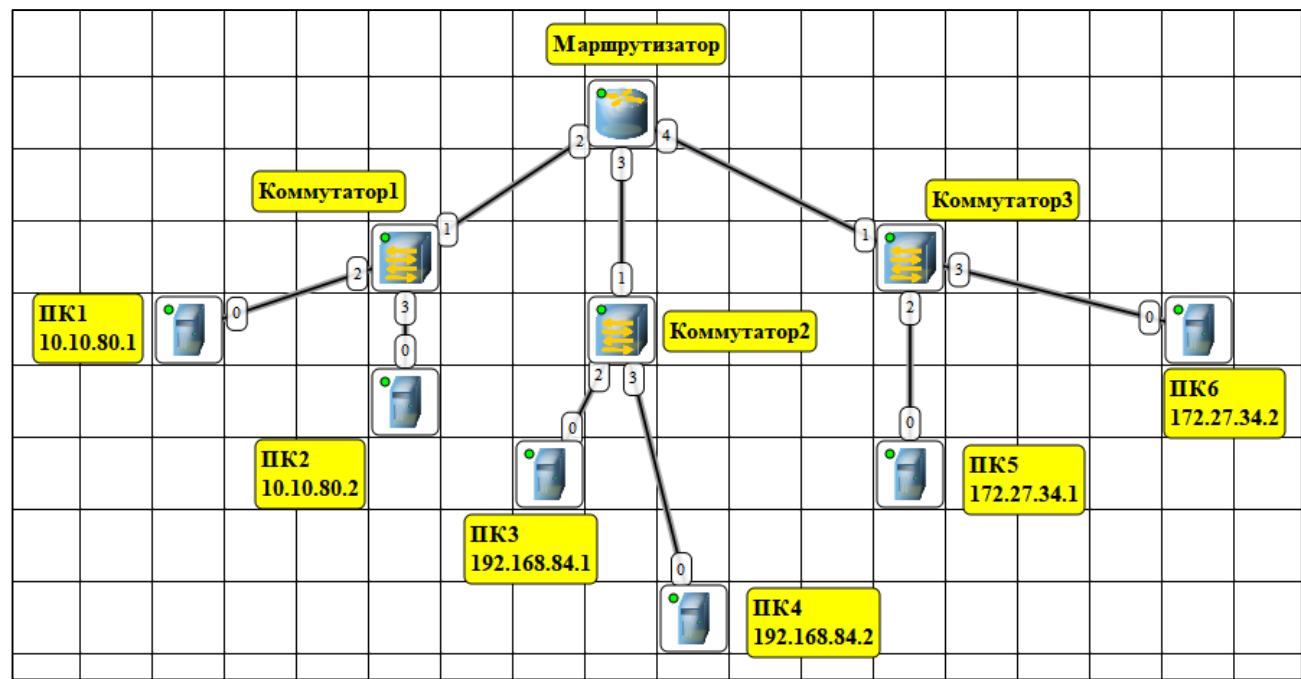 Маршрутизатор
2
4
3
Коммутатор1
Коммутатор3
1
1
2
3
1
3
2
ПК1
10.10.80.1
0
0
Коммутатор2
0
2
3
ПК6
172.27.34.2
0
0
ПК2
10.10.80.2
ПК5
172.27.34.1
ПК3
192.168.84.1
0
ПК4
192.168.84.2